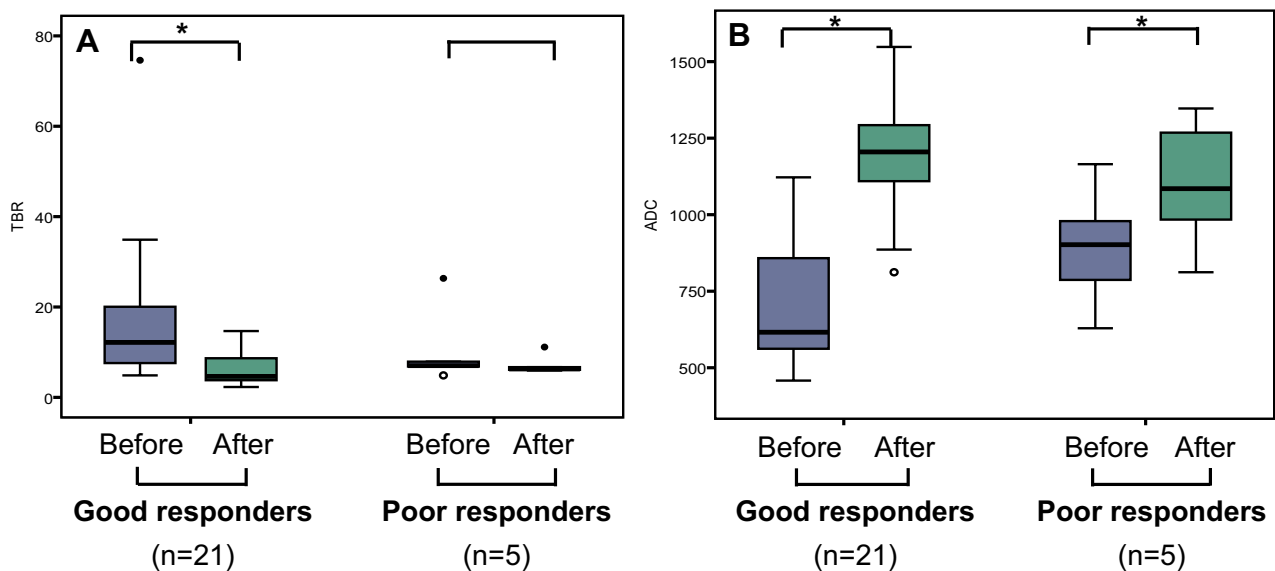 A
*
80
60
40
20
0
TBR
Before After Before After
Good responders Poor responders
(n=21) (n=5)
B
* *
1500
1250
1000
750
500
ADC
Before After Before After
Good responders Poor responders
(n=21) (n=5)